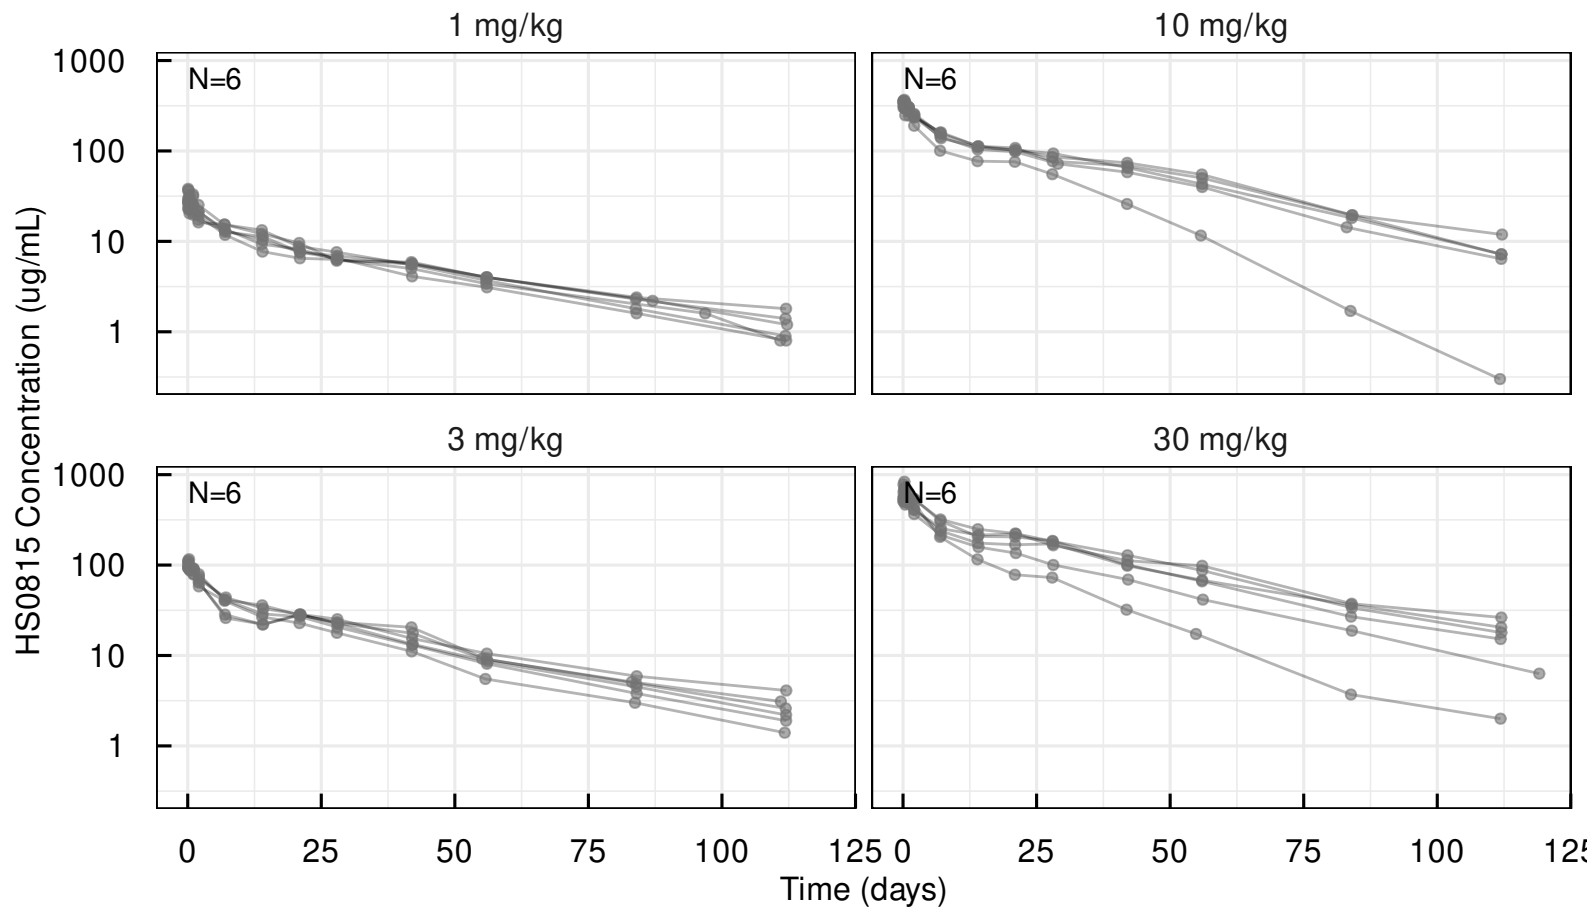 1 mg/kg
10 mg/kg
1000
100
10
1
N=6
N=6
3 mg/kg
30 mg/kg
1000
100
10
1
N=6
N=6
HS0815 Concentration (ug/mL)
0 25 50 75 100 125
0 25 50 75 100
Time (days)